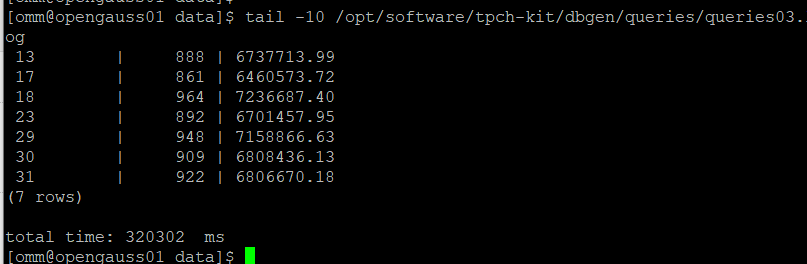 [omm@opengauss01 data]$ tail -10 /opt/software/tpch-kit/dbgen/queries/queries03.
og
13 | 888 | 6737713.99
17 | 861 | 6460573.72
18 | 964 | 7236687.40
23 | 892 | 6701457.95
29 | 948 | 7158866.63
30 | 909 | 6808436.13
31 | 922 | 6806670.18
(7 rows)
total time: 320302 ms
[omm@opengauss01 data]$